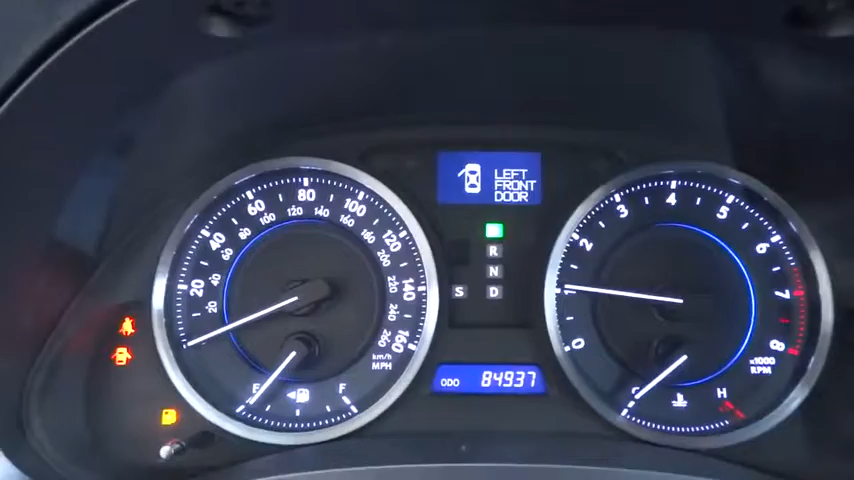 LEFT
FRONT
DOOR
R
N
S D
20 40 60 80 100 120 140 160
20 40 60 80 100 120 140 160 180 200 220 240 260
km/h
MPH
E F
0 1 2 3 4 5 6 7 8
x1000
RPM
C H
ODO 84937